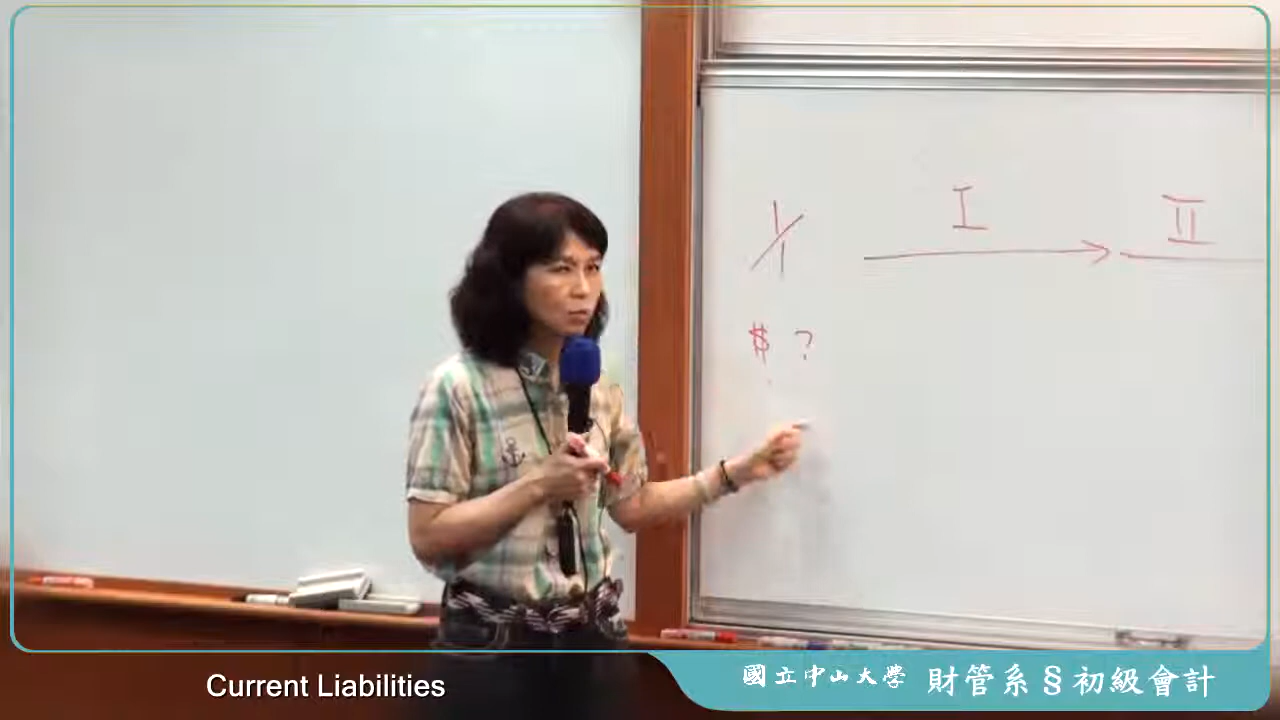 1/1
I
II
$ ?
Current Liabilities
國立中山大學 財管系 § 初級會計